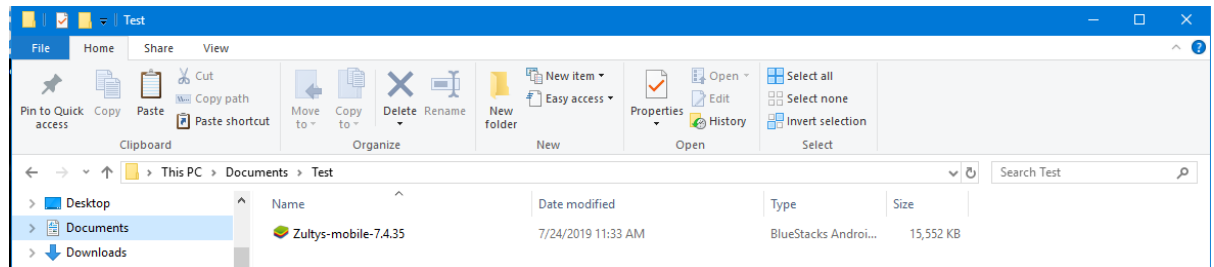 Test
File Home Share View
Pin to Quick access
Copy
Paste
Cut
Copy path
Paste shortcut
Clipboard
Move to
Copy to
Delete
Rename
Organize
New folder
New item
Easy access
New
Properties
Open
Edit
History
Open
Select all
Select none
Invert selection
Select
This PC > Documents > Test
Search Test
Desktop
Documents
Downloads
Name Date modified Type Size
Zultys-mobile-7.4.35 7/24/2019 11:33 AM BlueStacks Androi... 15,552 KB